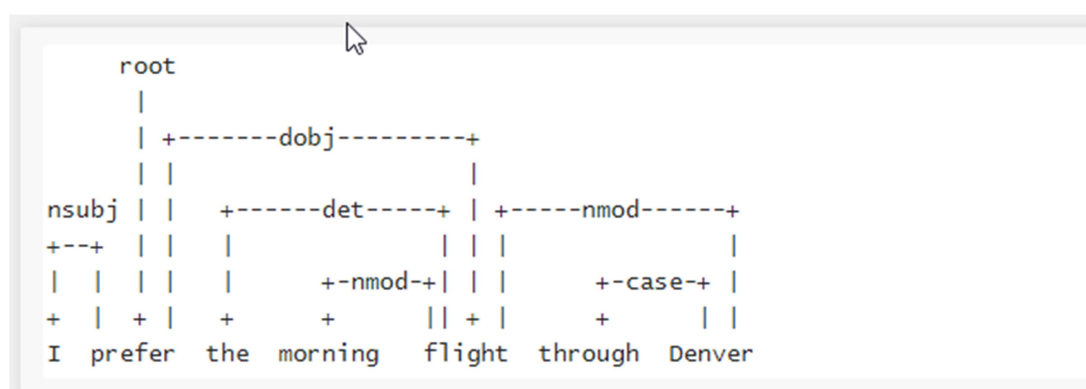 root
|
| +-------dobj---------+
| | |
nsubj | | +------det-----+ | +-----nmod------+
+--+ | | | | | | |
| | | | | +-nmod-+| | | +-case-+ |
+ | + | + + || + | + | |
I prefer the morning flight through Denver